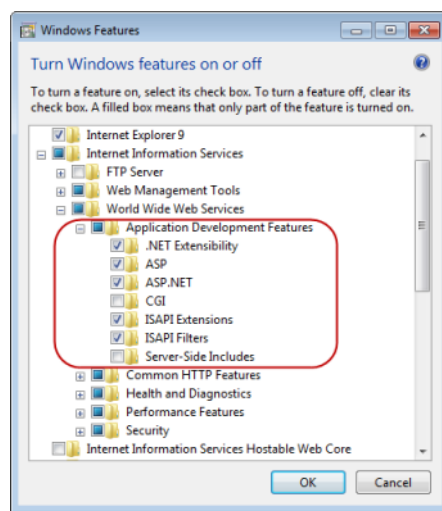 Windows Features
Turn Windows features on or off
To turn a feature on, select its check box. To turn a feature off, clear its
check box. A filled box means that only part of the feature is turned on.
Internet Explorer 9
Internet Information Services
FTP Server
Web Management Tools
World Wide Web Services
Application Development Features
.NET Extensibility
ASP
ASP.NET
CGI
ISAPI Extensions
ISAPI Filters
Server-Side Includes
Common HTTP Features
Health and Diagnostics
Performance Features
Security
Internet Information Services Hostable Web Core
OK
Cancel